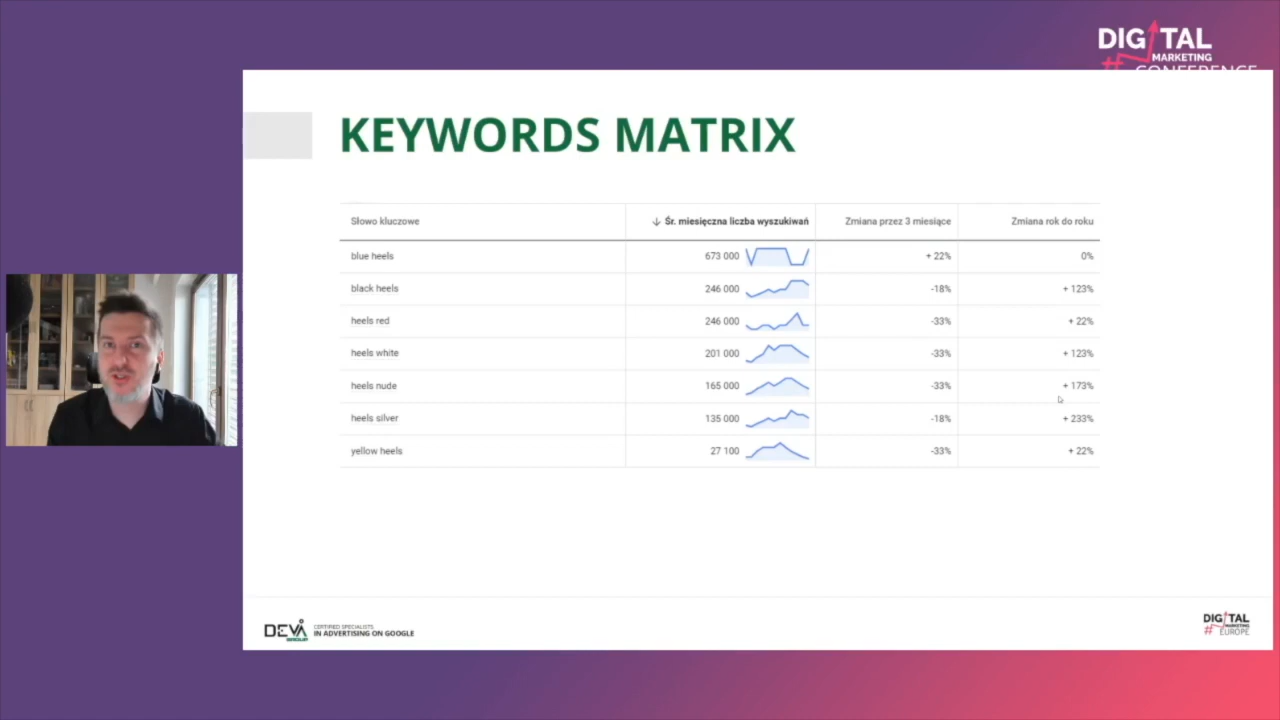 DIGITAL
MARKETING
#CONFERENCE
KEYWORDS MATRIX
Słowo kluczowe Śr. miesięczna liczba wyszukiwań Zmiana przez 3 miesiące Zmiana rok do roku
blue heels 673 000 + 22% 0%
black heels 246 000 -18% + 123%
heels red 246 000 -33% + 22%
heels white 201 000 -33% + 123%
heels nude 165 000 -33% + 173%
heels silver 135 000 -18% + 233%
yellow heels 27 100 -33% + 22%
DEVA
GROUP
CERTIFIED SPECIALISTS
IN ADVERTISING ON GOOGLE
DIGITAL
MARKETING
# EUROPE